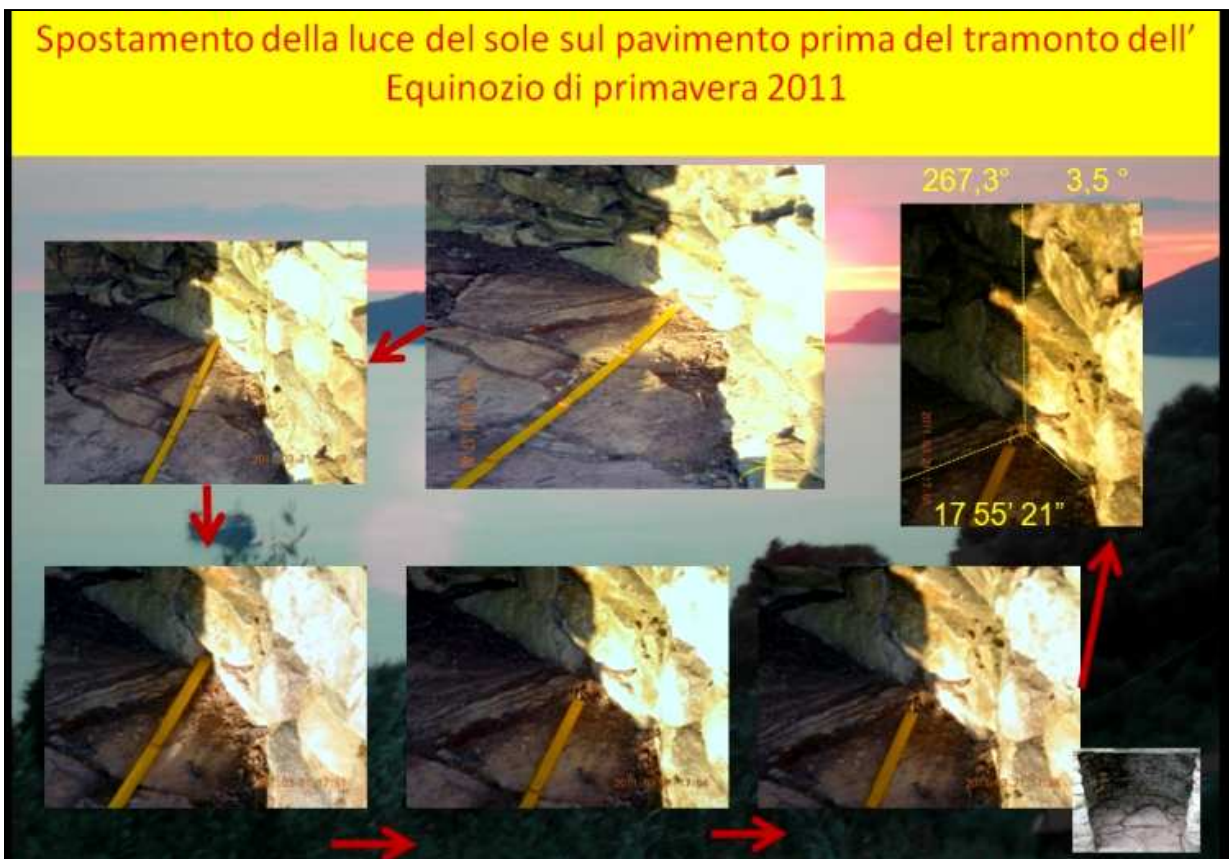 Spostamento della luce del sole sul pavimento prima del tramonto dell’
Equinozio di primavera 2011
267,3° 3,5 °
17 55’ 21”